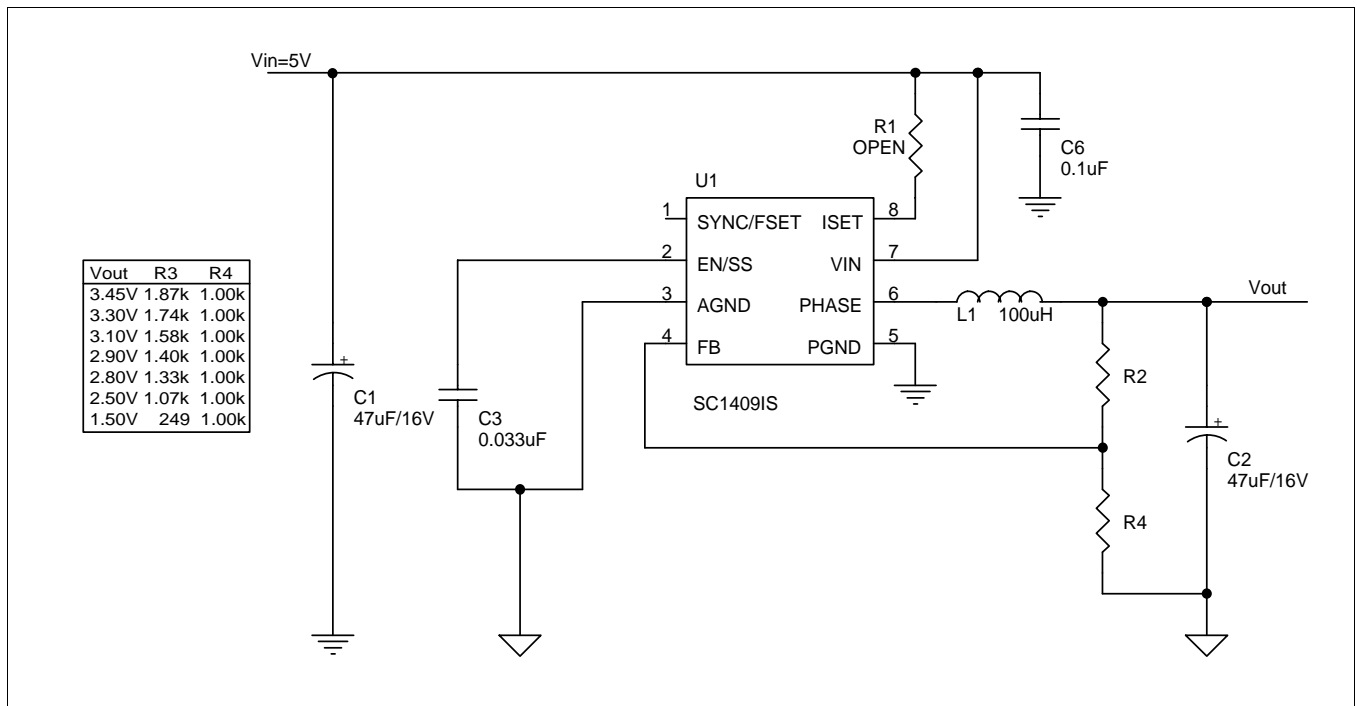 Vin=5V
R1
OPEN
C6
0.1uF
U1
1
SYNC/FSET
ISET
8
2
EN/SS
VIN
7
3
AGND
PHASE
6
4
FB
PGND
5
SC1409IS
L1 100uH
Vout
Vout R3 R4
3.45V 1.87k 1.00k
3.30V 1.74k 1.00k
3.10V 1.58k 1.00k
2.90V 1.40k 1.00k
2.80V 1.33k 1.00k
2.50V 1.07k 1.00k
1.50V 249 1.00k
+
C1
47uF/16V
C3
0.033uF
R2
R4
+
C2
47uF/16V